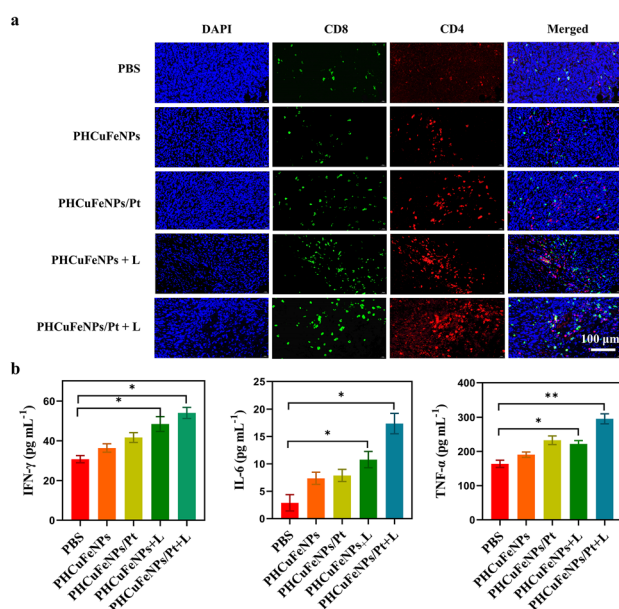 a
DAPI CD8 CD4 Merged
PBS
PHCuFeNPs
PHCuFeNPs/Pt
PHCuFeNPs + L
PHCuFeNPs/Pt + L
100 μm
b
IFN-γ (pg mL⁻¹)
60
40
20
0
*
*
PBS
PHCuFeNPs
PHCuFeNPs/Pt
PHCuFeNPs+L
PHCuFeNPs/Pt+L
IL-6 (pg mL⁻¹)
25
20
15
10
5
0
*
*
PBS
PHCuFeNPs
PHCuFeNPs/Pt
PHCuFeNPs.L
PHCuFeNPs/Pt+L
TNF-α (pg mL⁻¹)
400
300
200
100
0
**
*
PBS
PHCuFeNPs
PHCuFeNPs/Pt
PHCuFeNPs+L
PHCuFeNPs/Pt+L